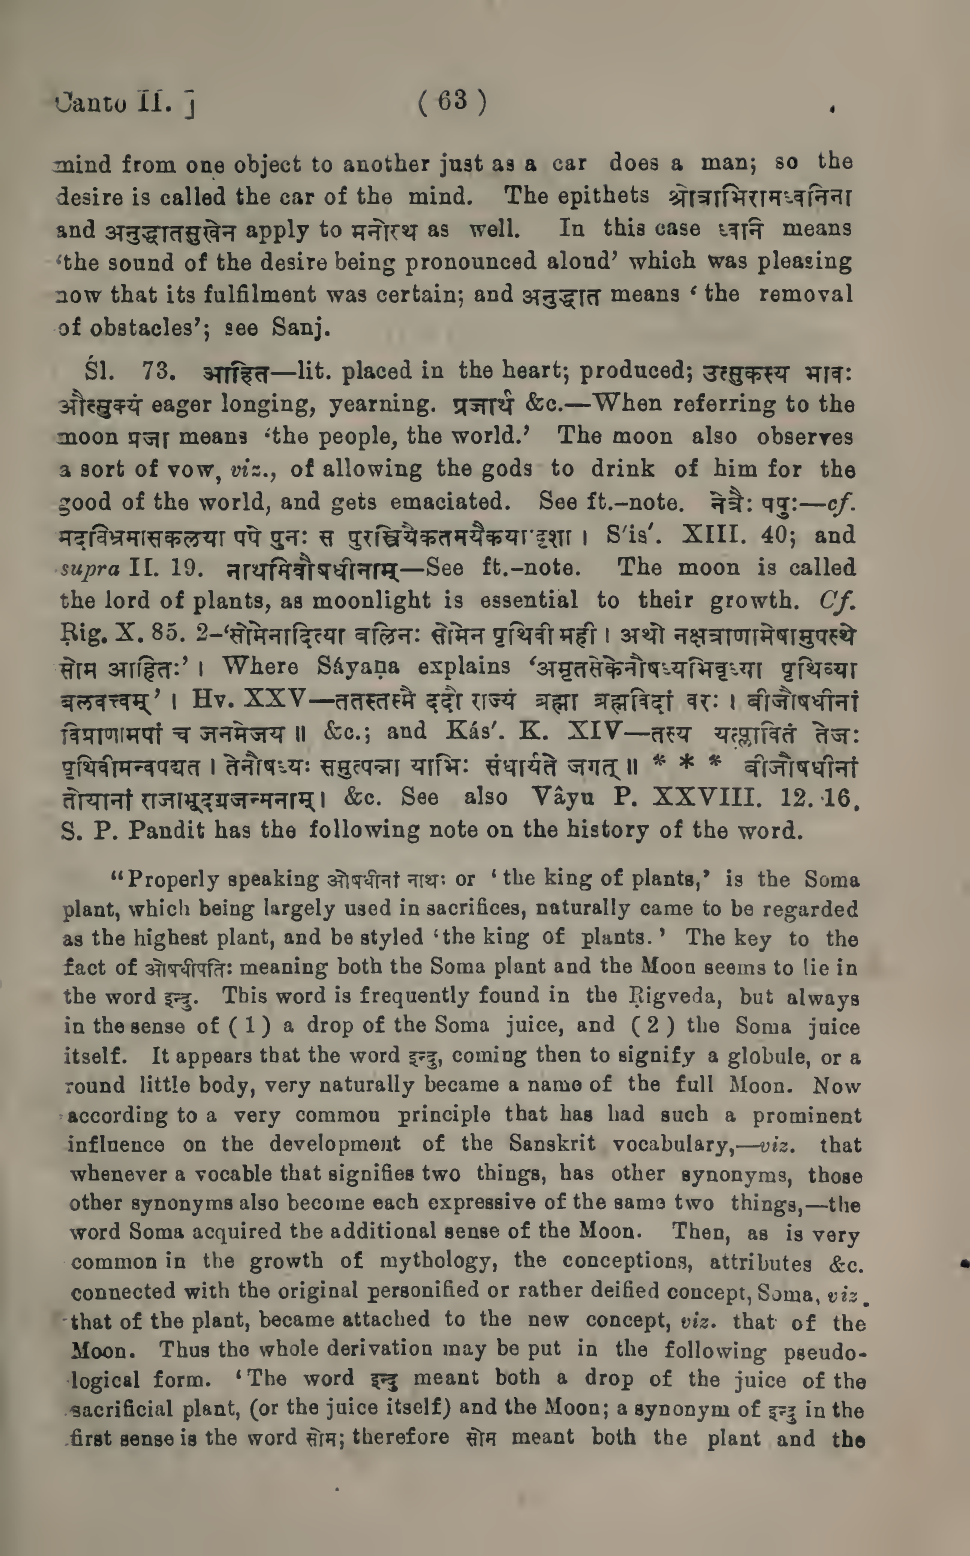 Canto II. ]
( 63 )
mind from one object to another just as a car does a man; so the
desire is called the car of the mind. The epithets श्रोत्राभिरामध्वनिना
and अनुद्धातसुखेन apply to मनोरथ as well. In this case ध्वनि means
‘the sound of the desire being pronounced aloud’ which was pleasing
now that its fulfilment was certain; and अनुद्धात means ‘ the removal
of obstacles’; see Sanj.
Śl. 73. आहित—lit. placed in the heart; produced; उत्सुकस्य भावः
औत्सुक्यं eager longing, yearning. प्रजार्थ &c.—When referring to the
moon प्रजा means ‘the people, the world.’ The moon also observes
a sort of vow, viz., of allowing the gods to drink of him for the
good of the world, and gets emaciated. See ft.-note. नेत्रैः पपुः—cf.
मदविभ्रमासकलया पपे पुनः स पुरस्त्रियैकतमयैकया दृशा । S′is′. XIII. 40; and
supra II. 19. नाथमिवौषधीनाम्—See ft.-note. The moon is called
the lord of plants, as moonlight is essential to their growth. Cf.
Ṛig. X. 85. 2-‘सोमेनादित्या बलिनः सोमेन पृथिवी मही । अथो नक्षत्राणामेषामुपस्थे
सोम आहितः’ । Where Sáyaṇa explains ‘अमृतसेकेनौषध्यभिवृध्या पृथिव्या
बलवत्त्वम्’ । Hv. XXV—ततस्तस्मै ददौ राज्यं ब्रह्मा ब्रह्मविदां वरः । बीजौषधीनां
विप्राणामपां च जनमेजय ॥ &c.; and Kás′. K. XIV—तस्य यत्प्लावितं तेजः
पृथिवीमन्वपद्यत । तेनौषध्यः समुत्पन्ना याभिः संधार्यते जगत् ॥ * * * बीजौषधीनां
तोयानां राजाभूदग्रजन्मनाम् । &c. See also Vâyu P. XXVIII. 12. 16.
S. P. Pandit has the following note on the history of the word.
“Properly speaking ओषधीनां नाथः or ‘the king of plants,’ is the Soma
plant, which being largely used in sacrifices, naturally came to be regarded
as the highest plant, and be styled ‘the king of plants.’ The key to the
fact of ओषधीपतिः meaning both the Soma plant and the Moon seems to lie in
the word इन्दु. This word is frequently found in the Ṛigveda, but always
in the sense of ( 1 ) a drop of the Soma juice, and ( 2 ) the Soma juice
itself. It appears that the word इन्दु, coming then to signify a globule, or a
round little body, very naturally became a name of the full Moon. Now
according to a very common principle that has had such a prominent
influence on the development of the Sanskrit vocabulary,—viz. that
whenever a vocable that signifies two things, has other synonyms, those
other synonyms also become each expressive of the same two things,—the
word Soma acquired the additional sense of the Moon. Then, as is very
common in the growth of mythology, the conceptions, attributes &c.
connected with the original personified or rather deified concept, Soma, viz.
that of the plant, became attached to the new concept, viz. that of the
Moon. Thus the whole derivation may be put in the following pseudo-
logical form. ‘The word इन्दु meant both a drop of the juice of the
sacrificial plant, (or the juice itself) and the Moon; a synonym of इन्दु in the
first sense is the word सोम; therefore सोम meant both the plant and the